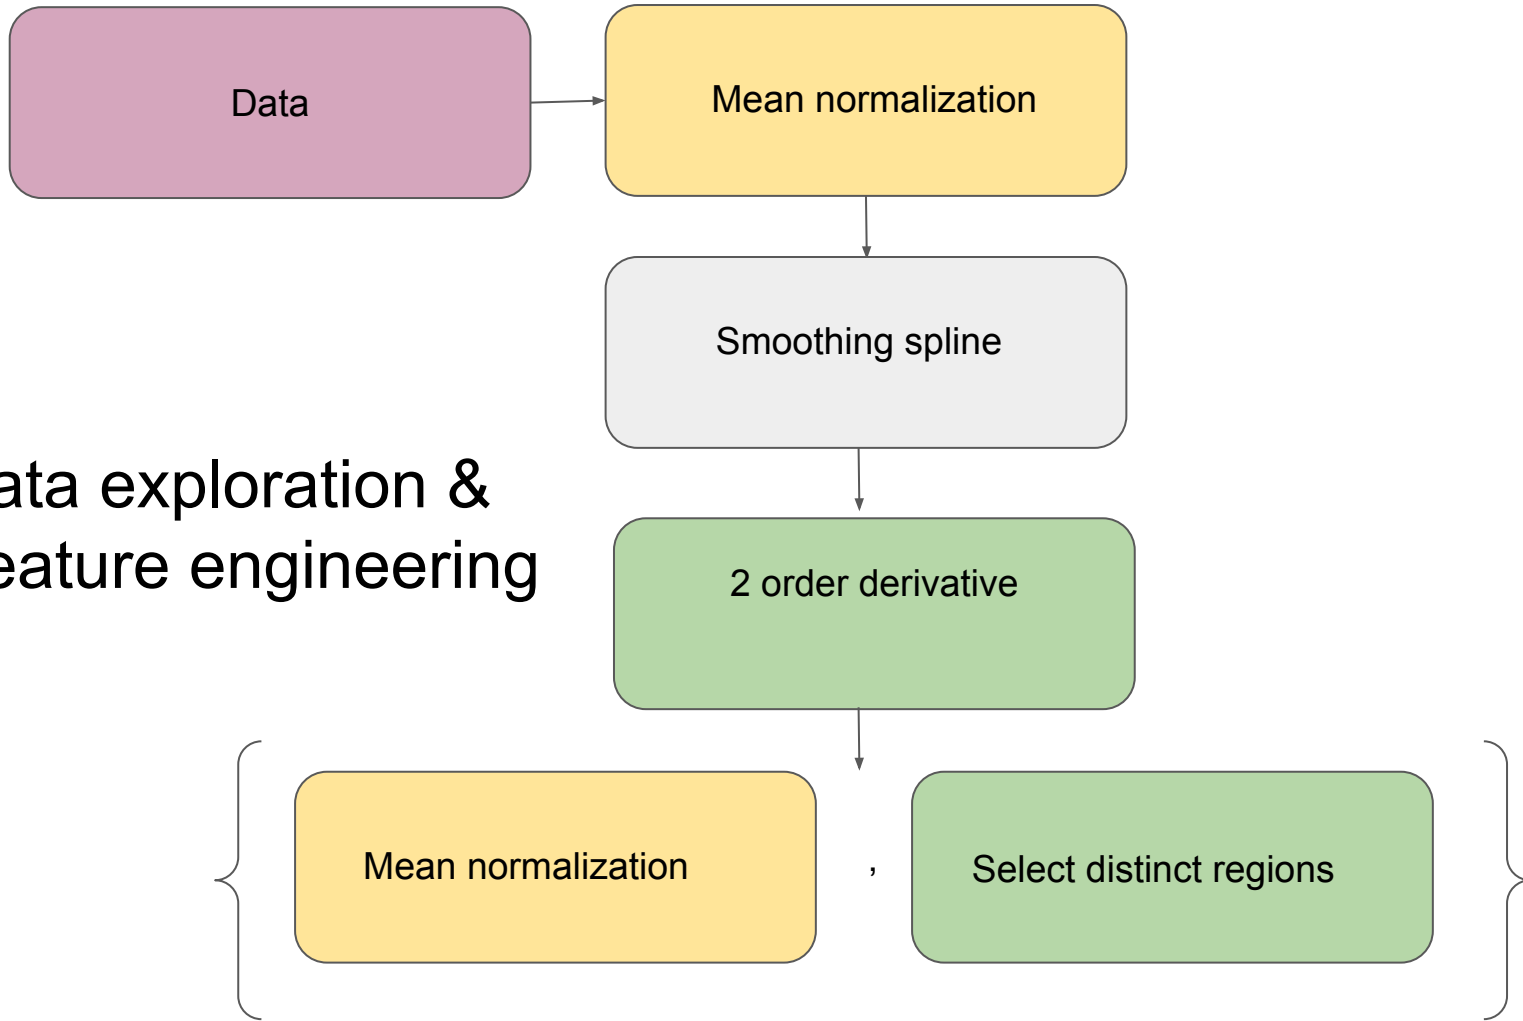 Data
Mean normalization
Smoothing spline
ata exploration &
eature engineering
2 order derivative
Mean normalization
,
Select distinct regions